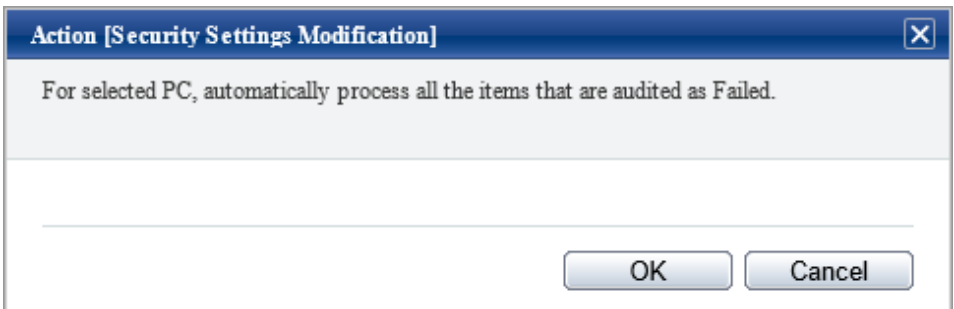 Action [Security Settings Modification]
For selected PC, automatically process all the items that are audited as Failed.
OK
Cancel